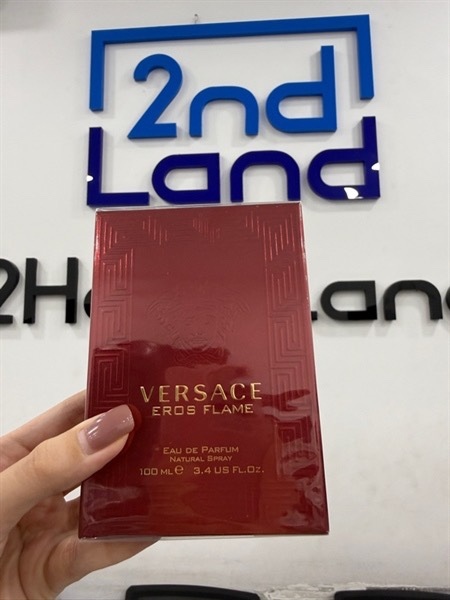 2nd
Land
VERSACE
EROS FLAME
EAU DE PARFUM
NATURAL SPRAY
100 ML℮ 3.4 US FL.OZ.